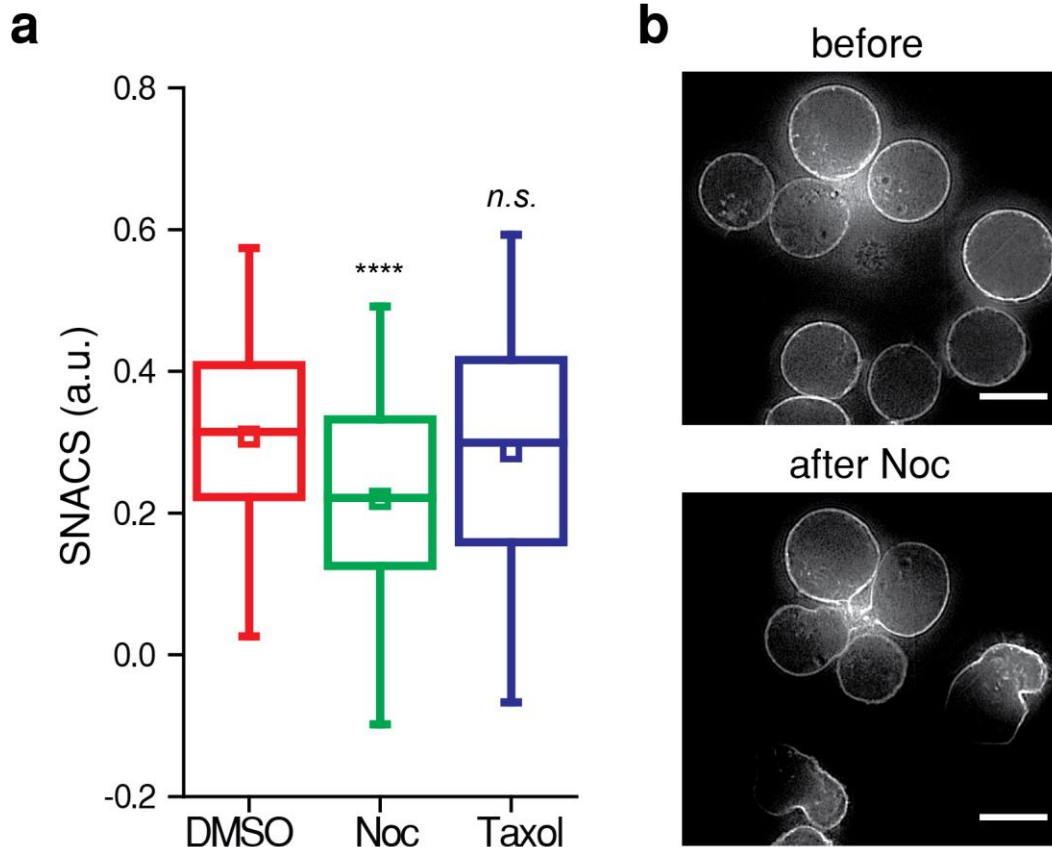 a
b
before
0.8
0.6
0.4
0.2
0.0
-0.2
SNACS (a.u.)
****
n.s.
DMSO
Noc
Taxol
after Noc